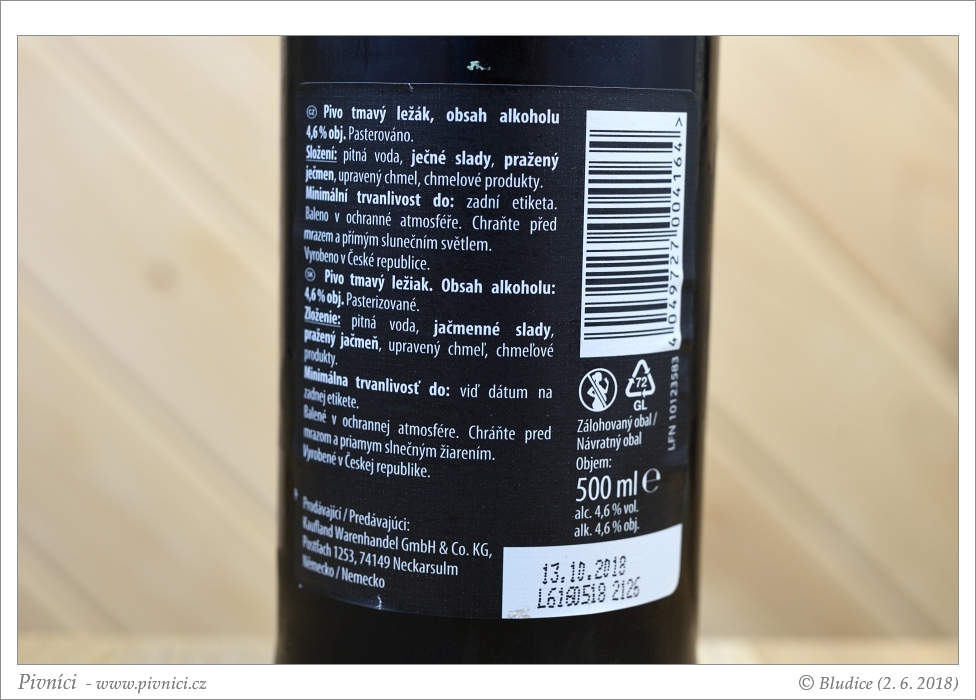 CZ Pivo tmavý ležák, obsah alkoholu
4,6 % obj. Pasterováno.
Složení: pitná voda, ječné slady, pražený
ječmen, upravený chmel, chmelové produkty.
Minimální trvanlivost do: zadní etiketa.
Baleno v ochranné atmosféře. Chraňte před
mrazem a přímým slunečním světlem.
Vyrobeno v České republice.
SK Pivo tmavý ležiak. Obsah alkoholu:
4,6 % obj. Pasterizované.
Zloženie: pitná voda, jačmenné slady,
pražený jačmeň, upravený chmeľ, chmeľové
produkty.
Minimálna trvanlivosť do: viď dátum na
zadnej etikete.
Balené v ochrannej atmosfére. Chráňte pred
mrazom a priamym slnečným žiarením.
Vyrobené v Českej republike.
Prodávající / Predávajúci:
Kaufland Warenhandel GmbH & Co. KG,
Postfach 1253, 74149 Neckarsulm
Německo / Nemecko
4 049727 004164 >
LFN 10123583
72
GL
Zálohovaný obal /
Návratný obal
Objem:
500 ml e
alc. 4,6 % vol.
alk. 4,6 % obj.
13.10.2018
L6160518 2126
Pivníci - www.pivnici.cz
© Bludice (2. 6. 2018)